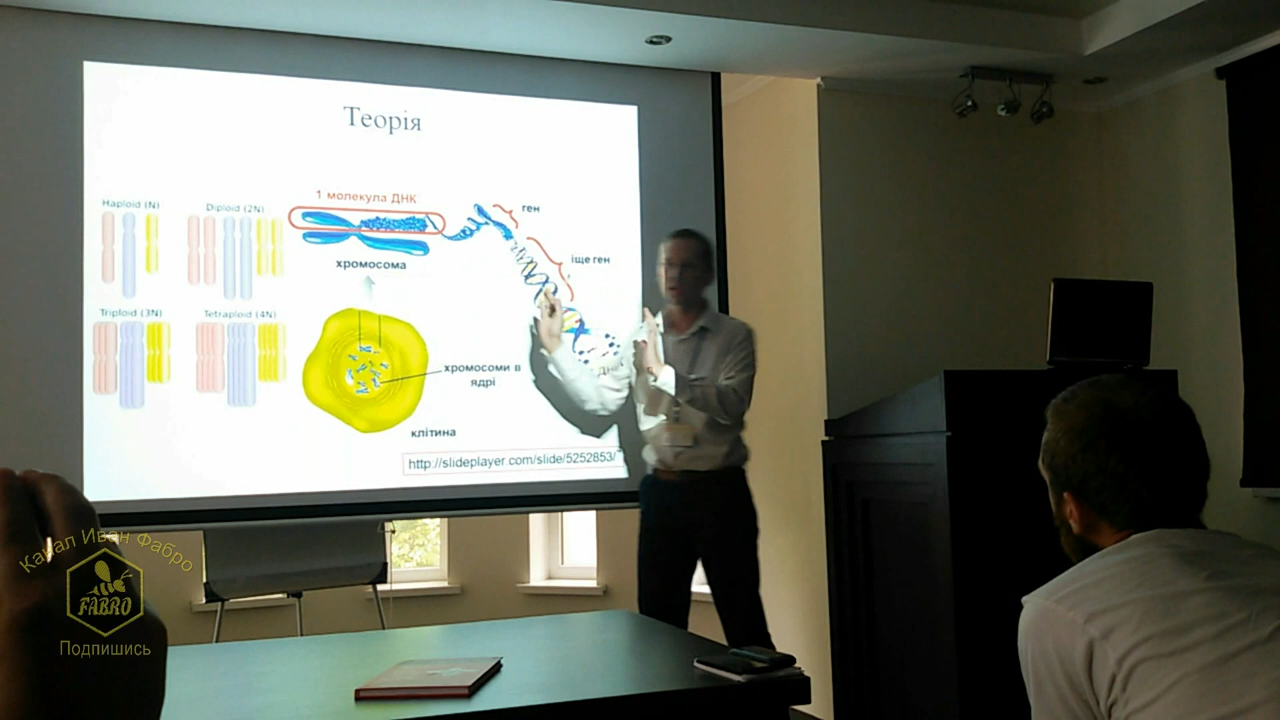 Теорія
Haploid (N)
Diploid (2N)
1 молекула ДНК
ген
іще ген
хромосома
Triploid (3N)
Tetraploid (4N)
хромосоми в
ядрі
клітина
http://slideplayer.com/slide/5252853/
Канал Иван Фабро
FABRO
Подпишись